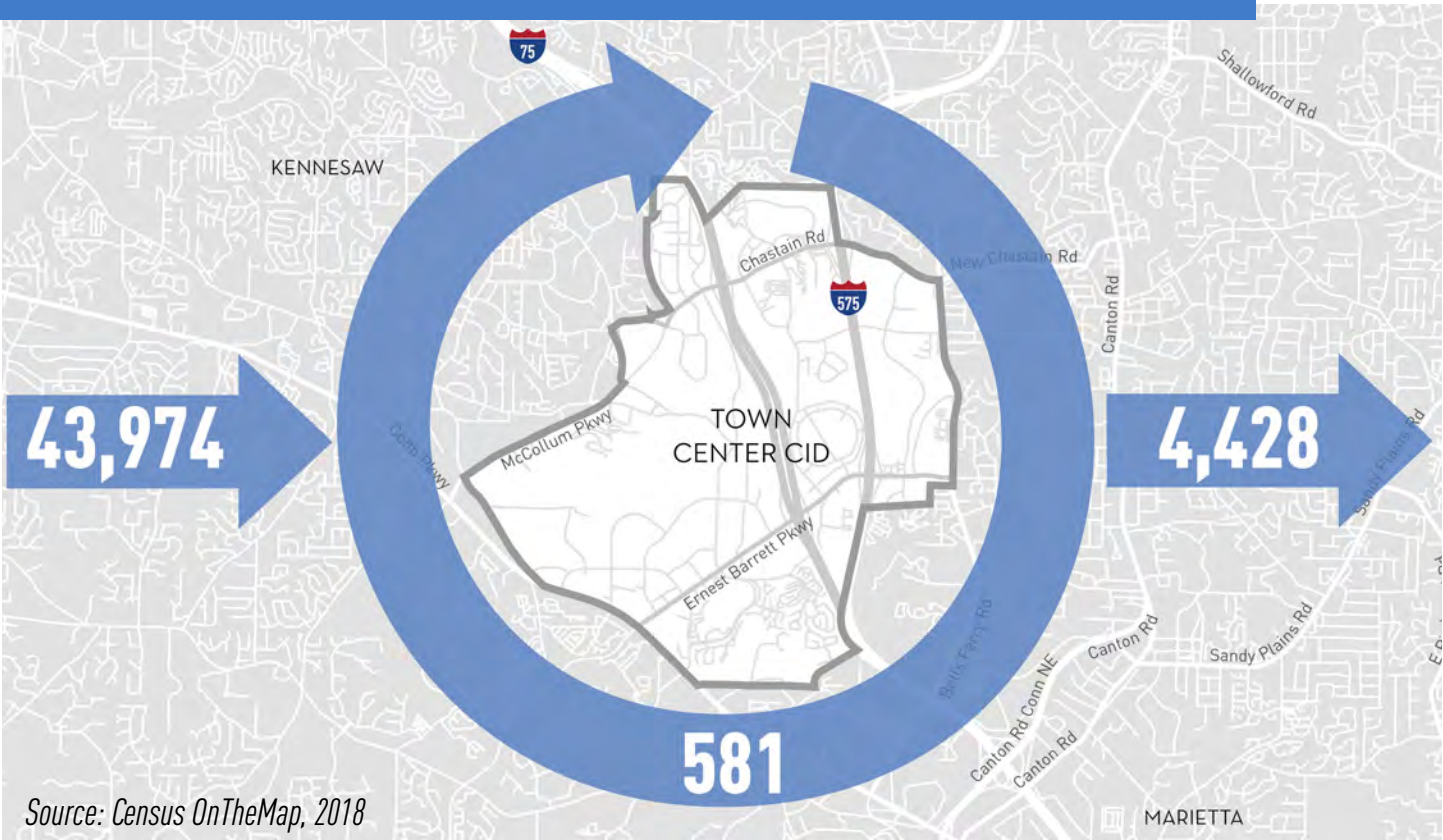 75
Shallowford Rd
KENNESAW
Chastain Rd
New Chastain Rd
575
Canton Rd
43,974
McCollum Pkwy
TOWN
CENTER CID
4,428
Sandy Plains Rd
Ernest Barrett Pkwy
Bells Ferry Rd
Canton Rd
Sandy Plains Rd
Canton Rd Conn NE
Canton Rd
581
Source: Census OnTheMap, 2018
MARIETTA